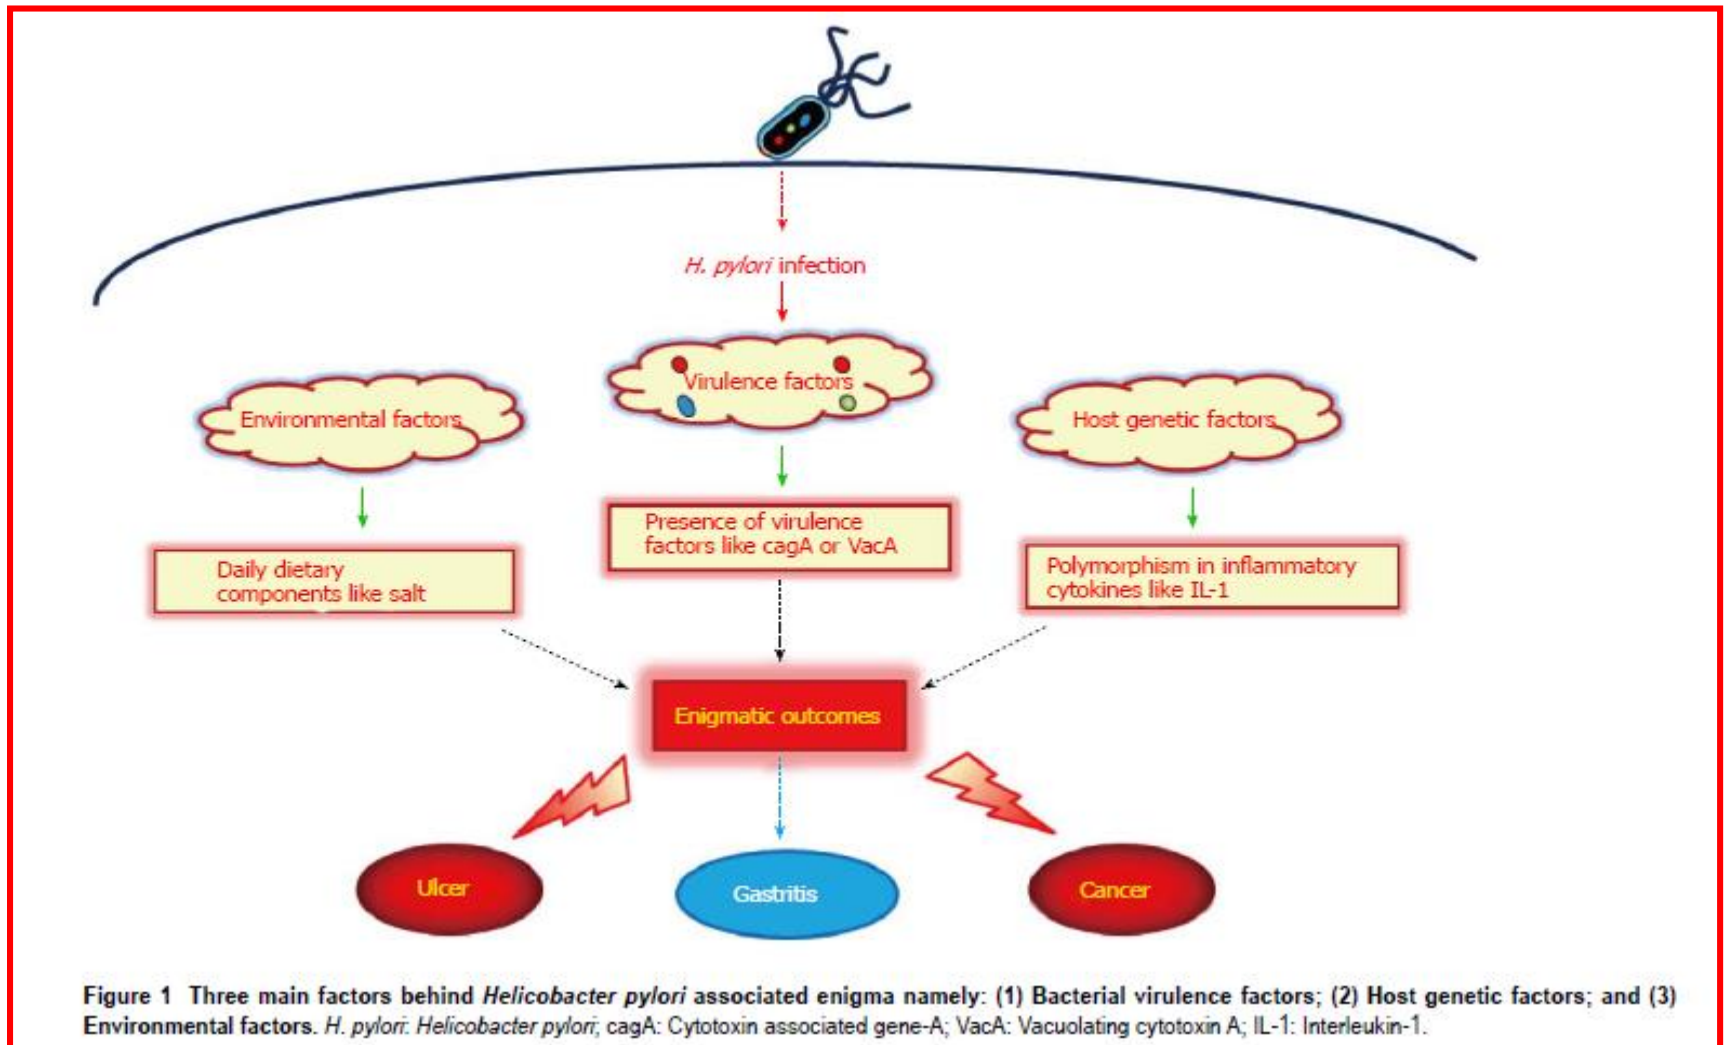 H. pylori infection
Virulence factors
Environmental factors
Host genetic factors
Presence of virulence
factors like cagA or VacA
Daily dietary
components like salt
Polymorphism in inflammatory
cytokines like IL-1
Enigmatic outcomes
Ulcer
Gastritis
Cancer
Figure 1 Three main factors behind Helicobacter pylori associated enigma namely: (1) Bacterial virulence factors; (2) Host genetic factors; and (3)
Environmental factors. H. pylori: Helicobacter pylori; cagA: Cytotoxin associated gene-A; VacA: Vacuolating cytotoxin A; IL-1: Interleukin-1.